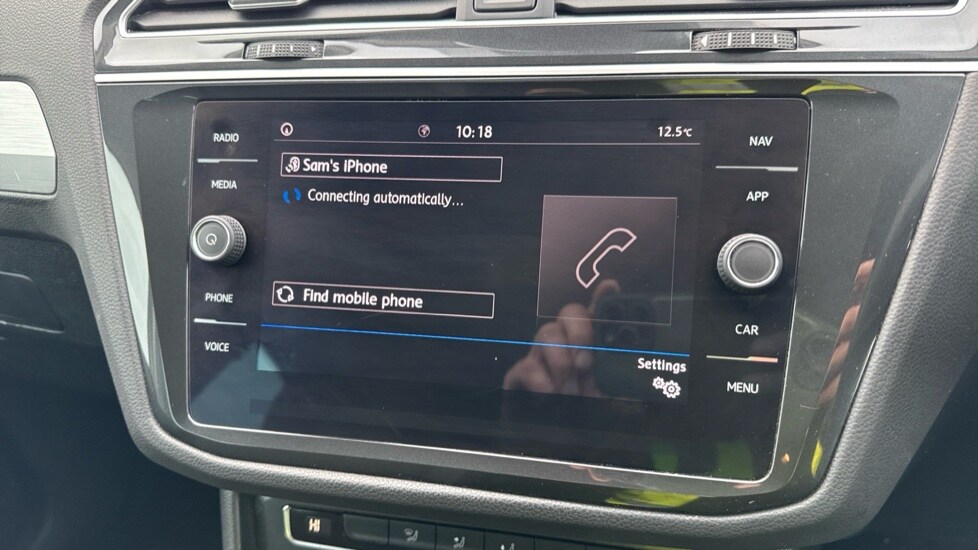 RADIO
MEDIA
PHONE
VOICE
10:18
12.5°C
Sam's iPhone
Connecting automatically...
Find mobile phone
Settings
NAV
APP
CAR
MENU
HI